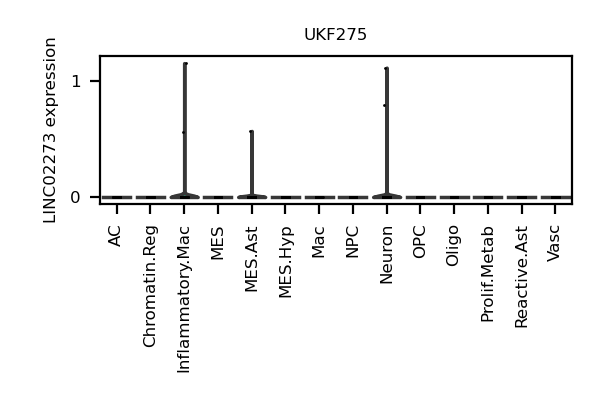 UKF275
LINC02273 expression
1
0
AC
Chromatin.Reg
Inflammatory.Mac
MES
MES.Ast
MES.Hyp
Mac
NPC
Neuron
OPC
Oligo
Prolif.Metab
Reactive.Ast
Vasc